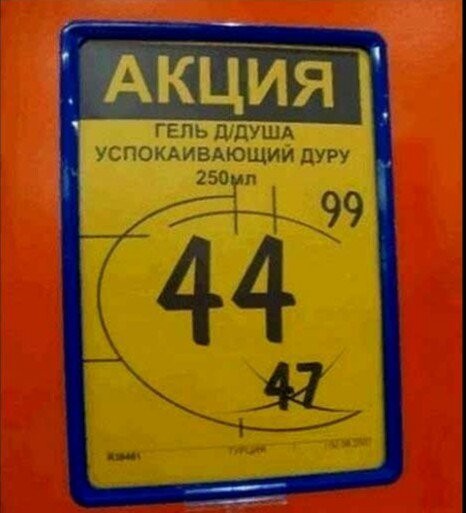 АКЦИЯ
ГЕЛЬ Д/ДУША
УСПОКАИВАЮЩИЙ ДУРУ
250мл
44 99
47
ТУРЦИЯ